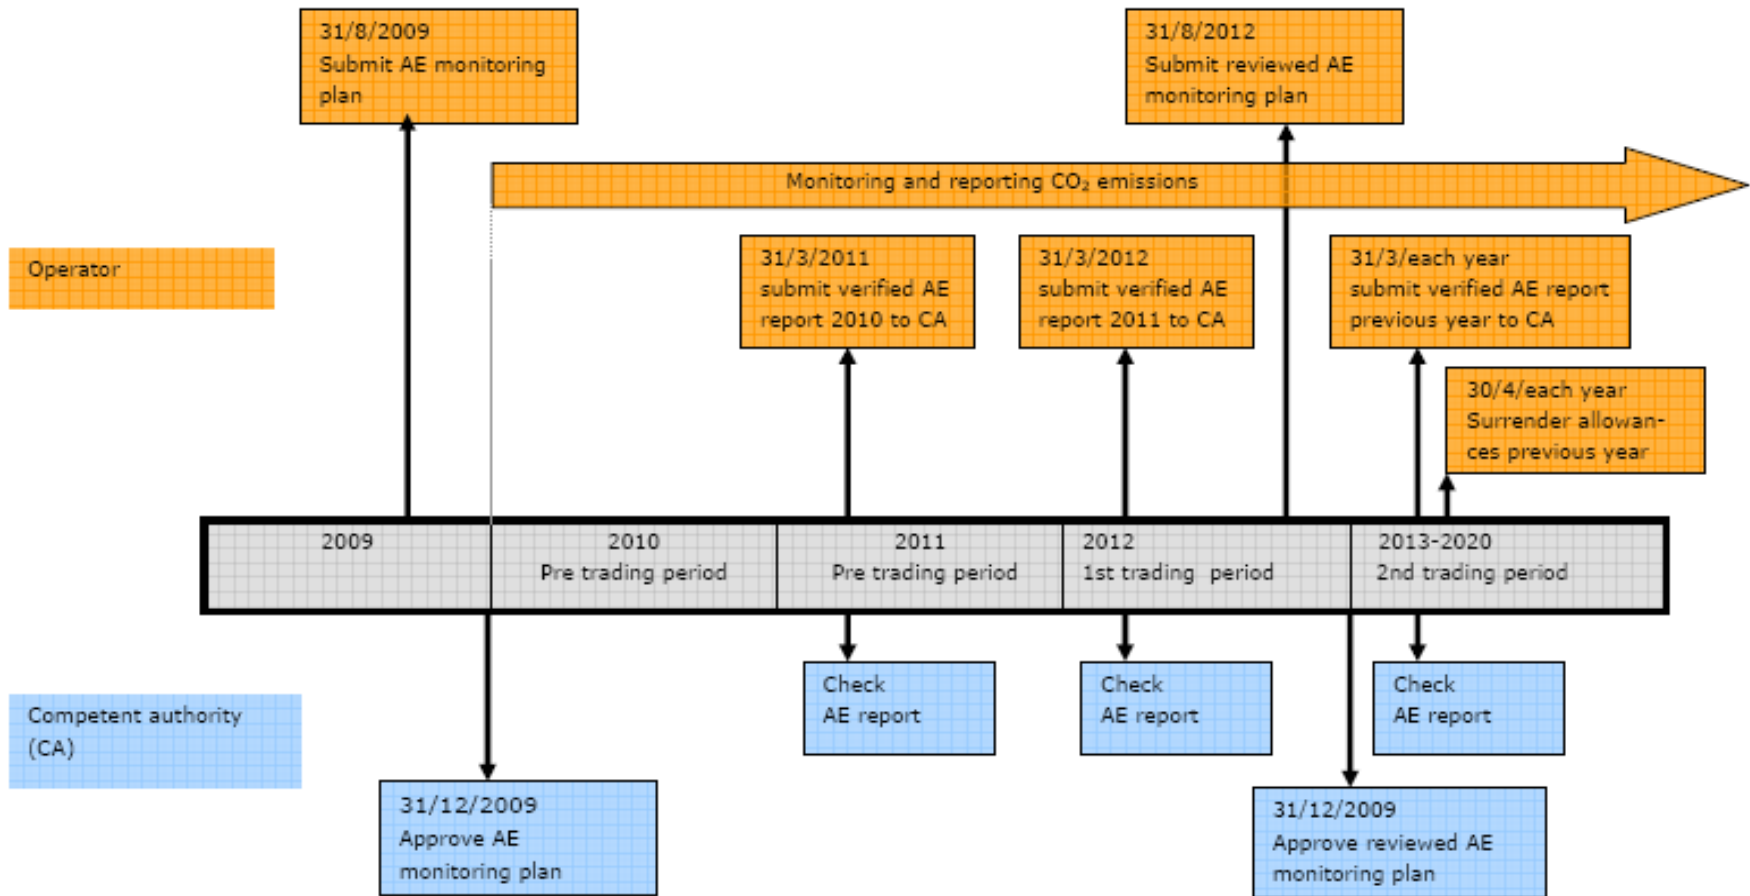 31/8/2009
Submit AE monitoring
plan
31/8/2012
Submit reviewed AE
monitoring plan
Monitoring and reporting CO₂ emissions
Operator
31/3/2011
submit verified AE
report 2010 to CA
31/3/2012
submit verified AE
report 2011 to CA
31/3/each year
submit verified AE report
previous year to CA
30/4/each year
Surrender allowan-
ces previous year
2009
2010
Pre trading period
2011
Pre trading period
2012
1st trading period
2013-2020
2nd trading period
Competent authority
(CA)
Check
AE report
Check
AE report
Check
AE report
31/12/2009
Approve AE
monitoring plan
31/12/2009
Approve reviewed AE
monitoring plan